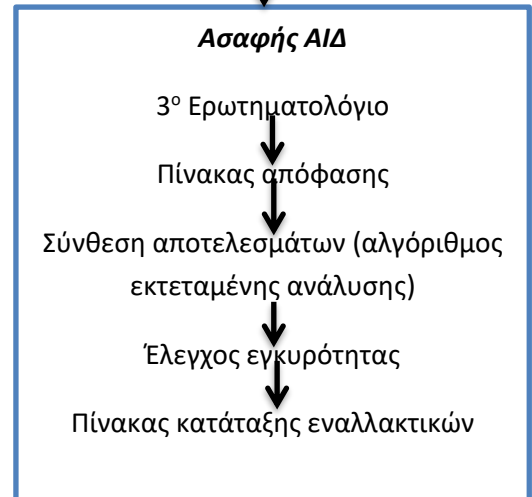 Ασαφής ΑΙΔ
3ο Ερωτηματολόγιο
Πίνακας απόφασης
Σύνθεση αποτελεσμάτων (αλγόριθμος
εκτεταμένης ανάλυσης)
Έλεγχος εγκυρότητας
Πίνακας κατάταξης εναλλακτικών